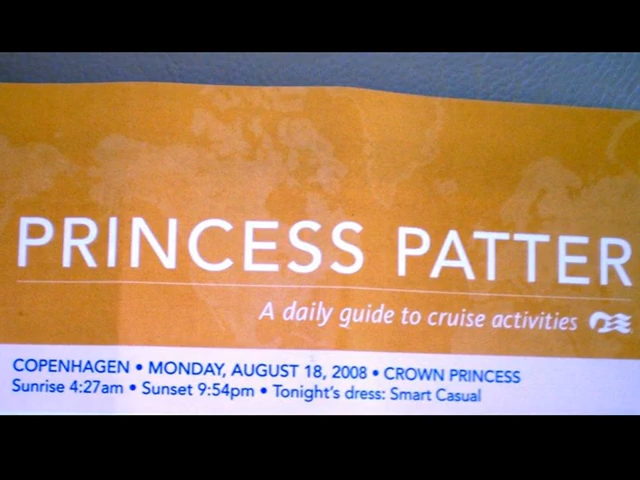 PRINCESS PATTER
A daily guide to cruise activities
COPENHAGEN • MONDAY, AUGUST 18, 2008 • CROWN PRINCESS
Sunrise 4:27am • Sunset 9:54pm • Tonight's dress: Smart Casual